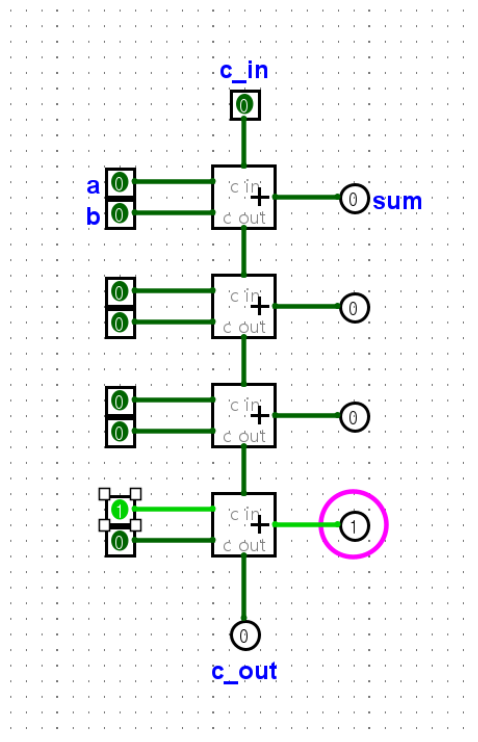 c_in
0
a 0 c in + 0 sum
b 0 c out
0 c in + 0
0 c out
0 c in + 0
0 c out
1 c in + 1
0 c out
0
c_out